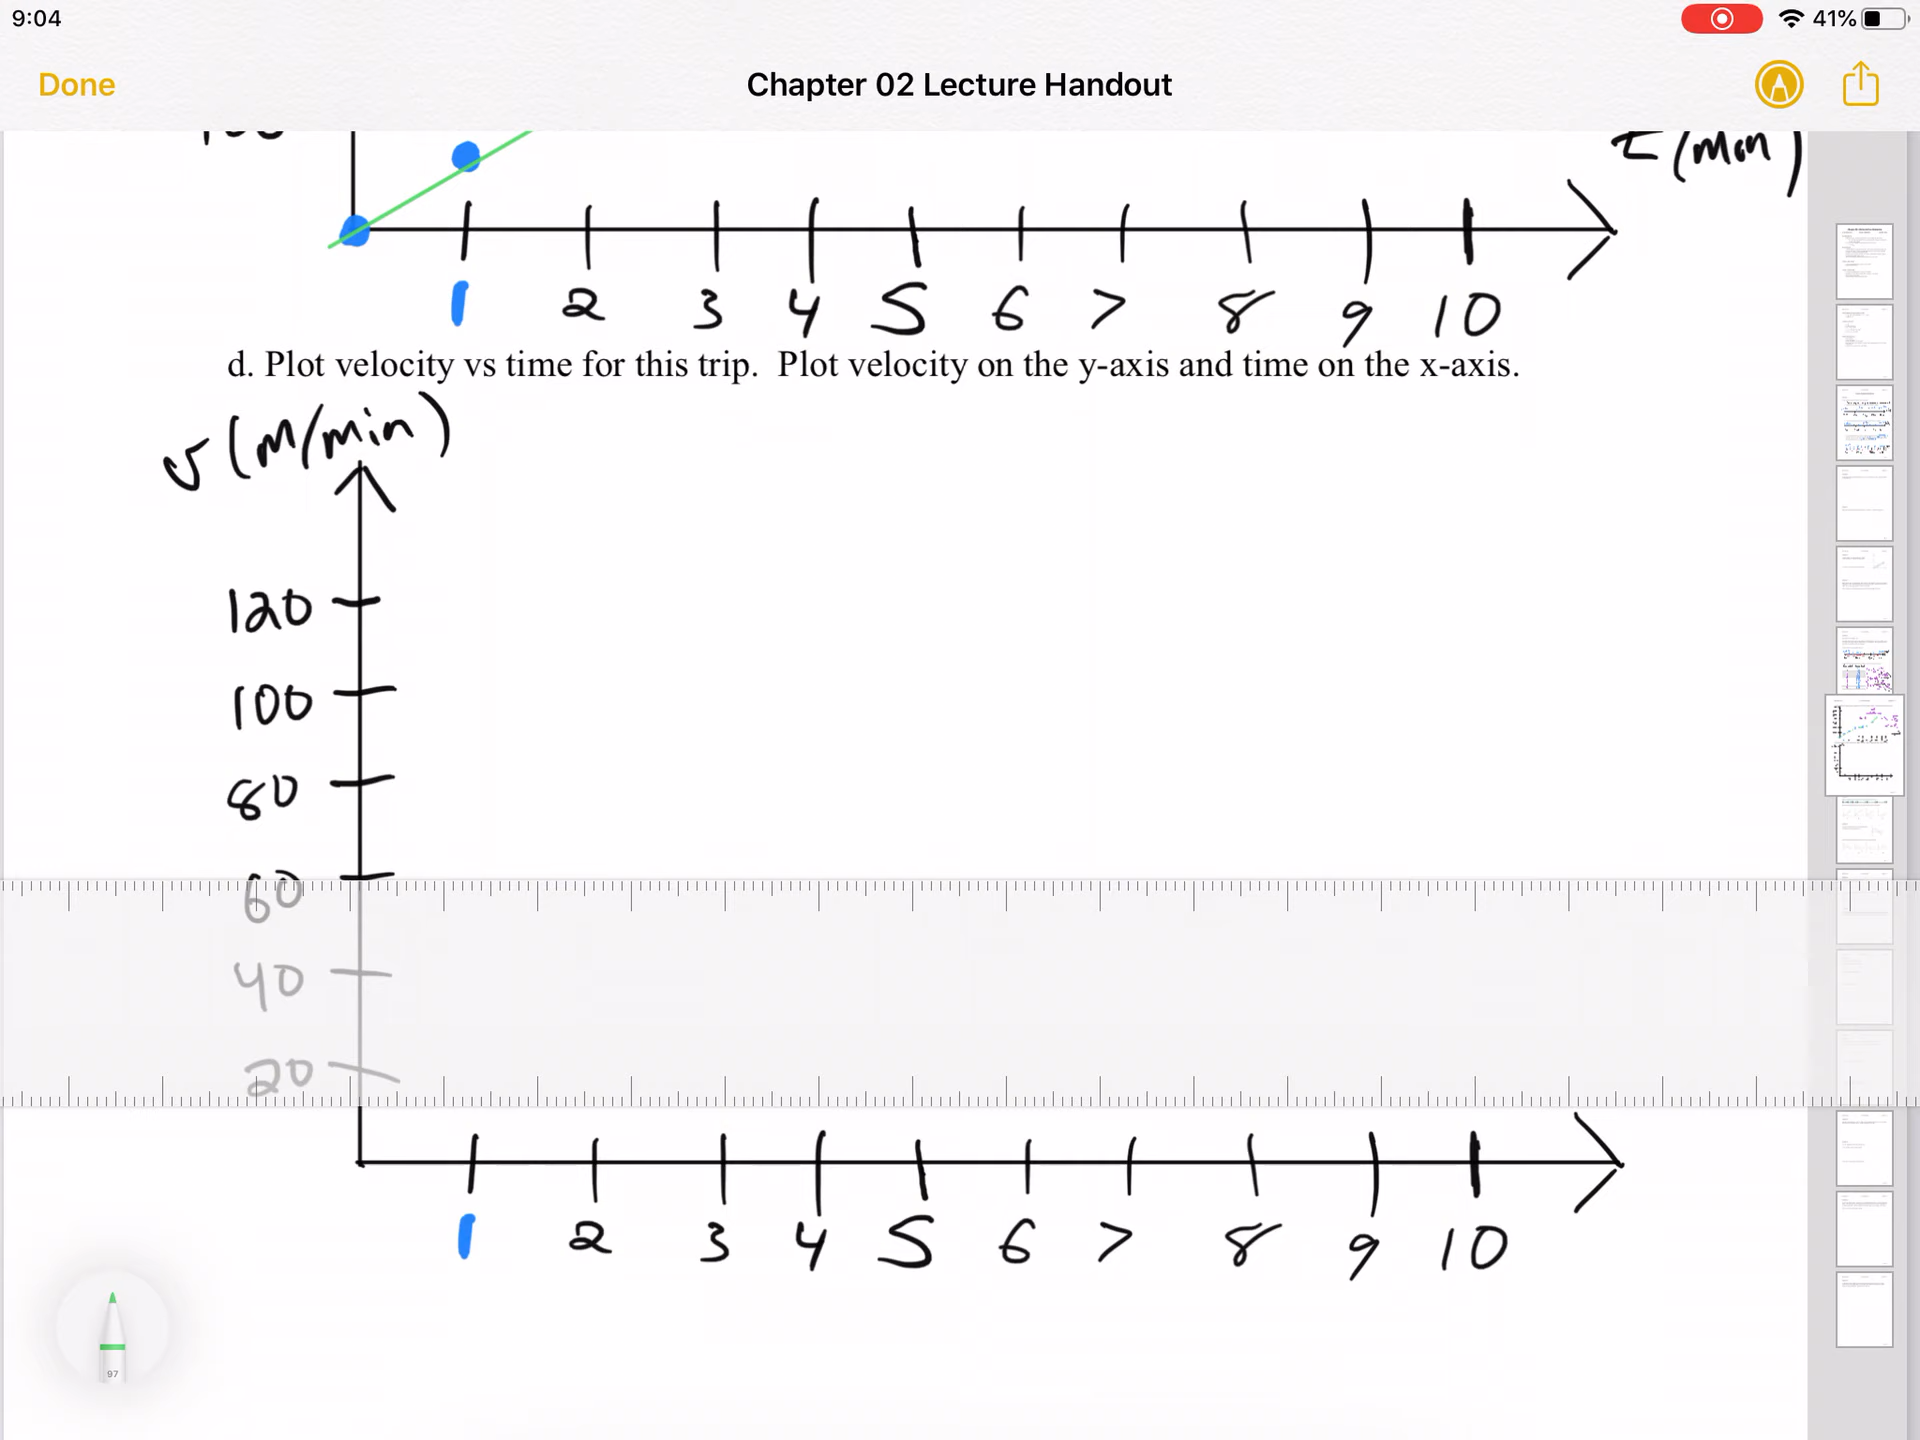 9:04
41%
Done
Chapter 02 Lecture Handout
t (min)
1 2 3 4 5 6 7 8 9 10
d. Plot velocity vs time for this trip. Plot velocity on the y-axis and time on the x-axis.
v (m/min)
120
100
80
60
40
20
1 2 3 4 5 6 7 8 9 10
97